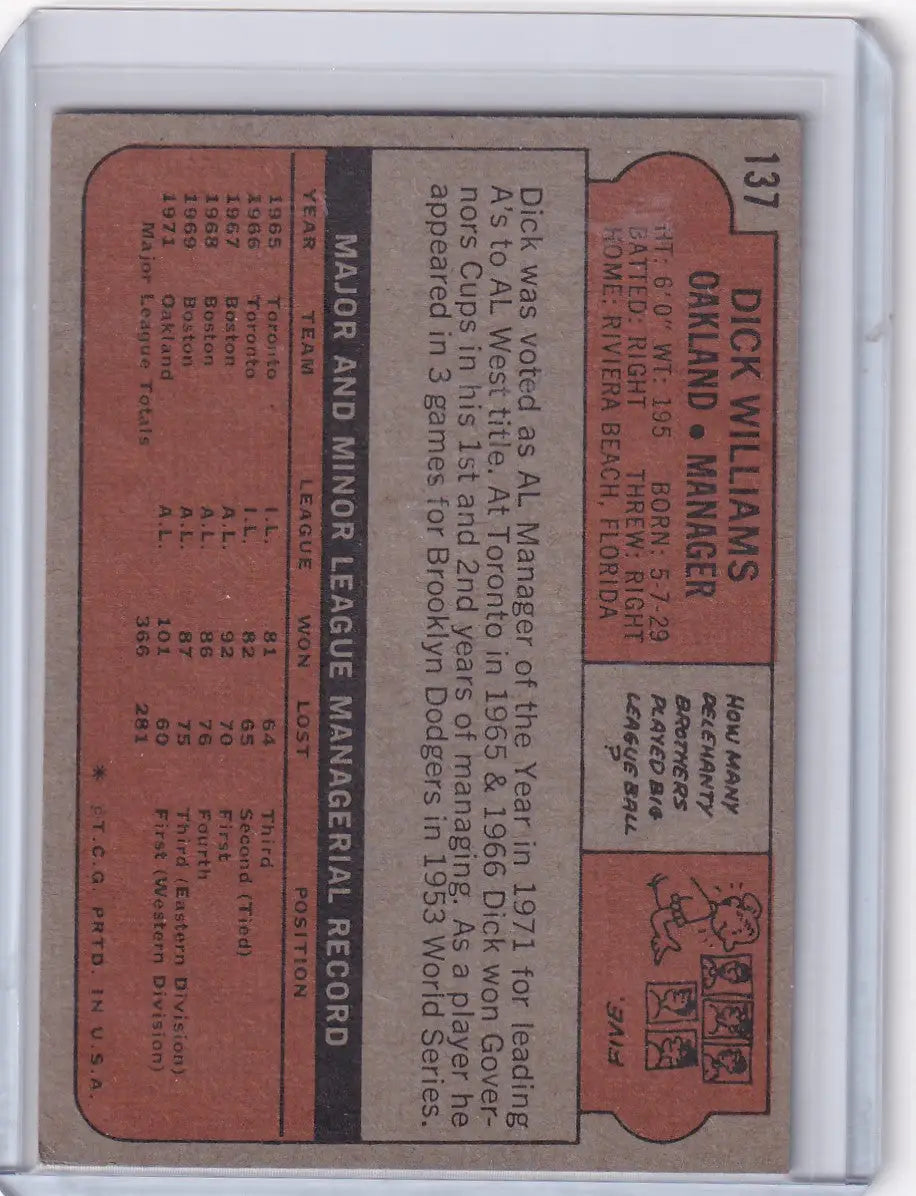 137
DICK WILLIAMS
OAKLAND ● MANAGER
HT: 6'0" WT: 195 BORN: 5-7-29
BATTED: RIGHT THREW: RIGHT
HOME: RIVIERA BEACH, FLORIDA
HOW MANY
DELEHANTY
BROTHERS
PLAYED BIG
LEAGUE BALL
?
FIVE.
Dick was voted as AL Manager of the Year in 1971 for leading
A's to AL West title. At Toronto in 1965 & 1966 Dick won Gover-
nors Cups in his 1st and 2nd years of managing. As a player he
appeared in 3 games for Brooklyn Dodgers in 1953 World Series.
MAJOR AND MINOR LEAGUE MANAGERIAL RECORD
YEAR TEAM LEAGUE WON LOST POSITION
1965 Toronto I.L. 81 64 Third
1966 Toronto I.L. 82 65 Second (Tied)
1967 Boston A.L. 92 70 First
1968 Boston A.L. 86 76 Fourth
1969 Boston A.L. 87 75 Third (Eastern Division)
1971 Oakland A.L. 101 60 First (Western Division)
Major League Totals 366 281
* ©T.C.G. PRTD. IN U.S.A.